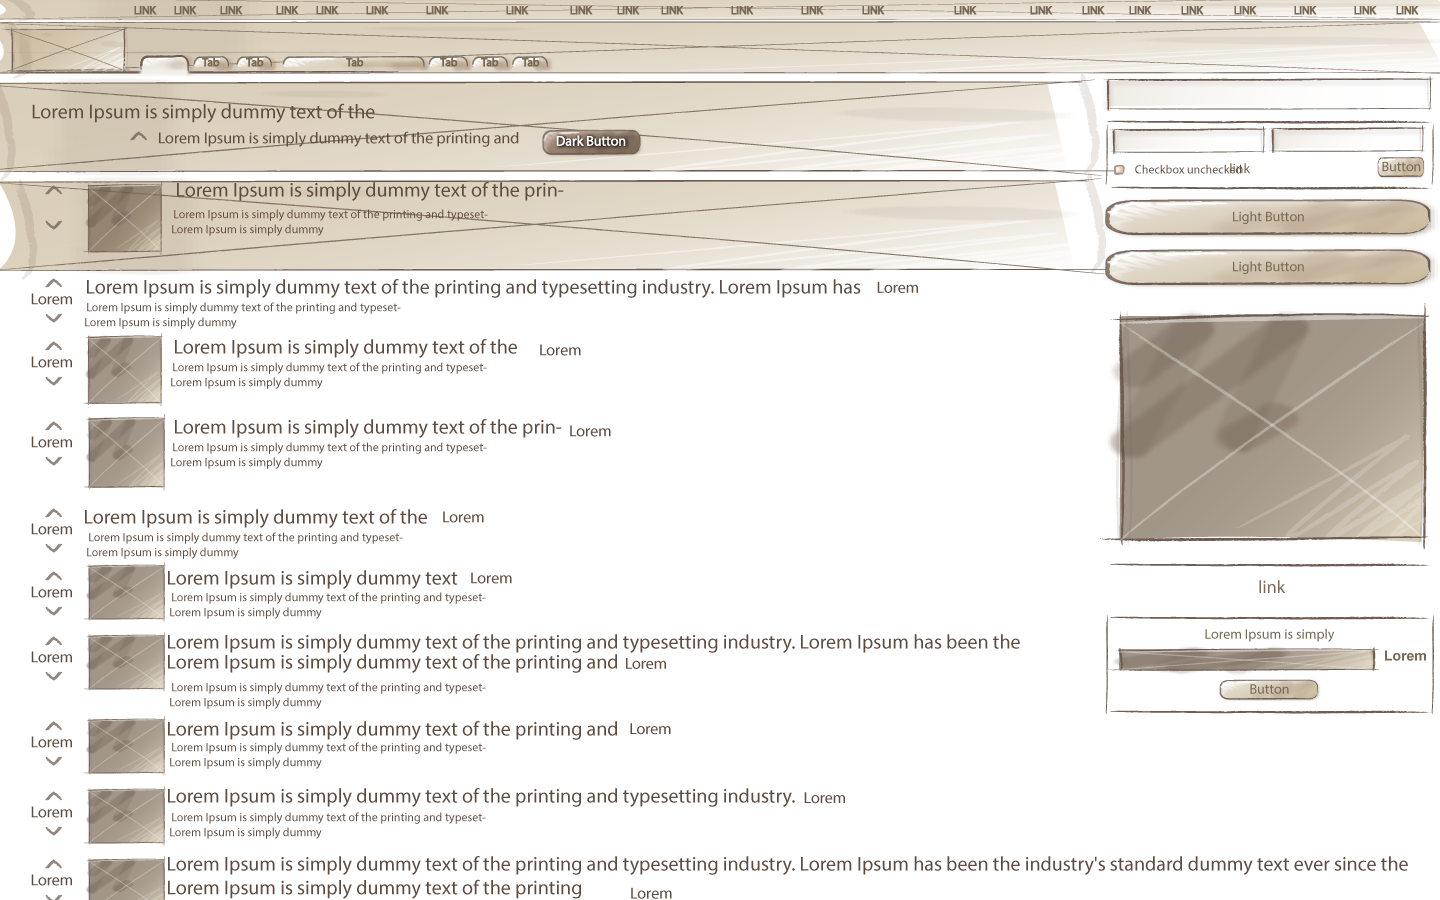 LINK LINK LINK LINK LINK LINK LINK LINK LINK LINK LINK LINK LINK LINK LINK LINK LINK LINK LINK LINK LINK LINK LINK
Tab Tab Tab Tab Tab Tab
Lorem Ipsum is simply dummy text of the
Lorem Ipsum is simply dummy text of the printing and
Dark Button
Lorem Ipsum is simply dummy text of the prin-
Lorem Ipsum is simply dummy text of the printing and typeset-
Lorem Ipsum is simply dummy
Lorem
Lorem Ipsum is simply dummy text of the printing and typesetting industry. Lorem Ipsum has
Lorem
Lorem Ipsum is simply dummy text of the printing and typeset-
Lorem Ipsum is simply dummy
Lorem
Lorem Ipsum is simply dummy text of the
Lorem
Lorem Ipsum is simply dummy text of the printing and typeset-
Lorem Ipsum is simply dummy
Lorem
Lorem Ipsum is simply dummy text of the prin-
Lorem
Lorem Ipsum is simply dummy text of the printing and typeset-
Lorem Ipsum is simply dummy
Lorem
Lorem Ipsum is simply dummy text of the
Lorem
Lorem Ipsum is simply dummy text of the printing and typeset-
Lorem Ipsum is simply dummy
Lorem
Lorem Ipsum is simply dummy text
Lorem
Lorem Ipsum is simply dummy text of the printing and typeset-
Lorem Ipsum is simply dummy
Lorem
Lorem Ipsum is simply dummy text of the printing and typesetting industry. Lorem Ipsum has been the
Lorem Ipsum is simply dummy text of the printing and
Lorem
Lorem Ipsum is simply dummy text of the printing and typeset-
Lorem Ipsum is simply dummy
Lorem
Lorem Ipsum is simply dummy text of the printing and
Lorem
Lorem Ipsum is simply dummy text of the printing and typeset-
Lorem Ipsum is simply dummy
Lorem
Lorem Ipsum is simply dummy text of the printing and typesetting industry.
Lorem
Lorem Ipsum is simply dummy text of the printing and typeset-
Lorem Ipsum is simply dummy
Lorem
Lorem Ipsum is simply dummy text of the printing and typesetting industry. Lorem Ipsum has been the industry's standard dummy text ever since the
Lorem Ipsum is simply dummy text of the printing
Lorem
Checkbox unchecked
link
Button
Light Button
Light Button
link
Lorem Ipsum is simply
Lorem
Button